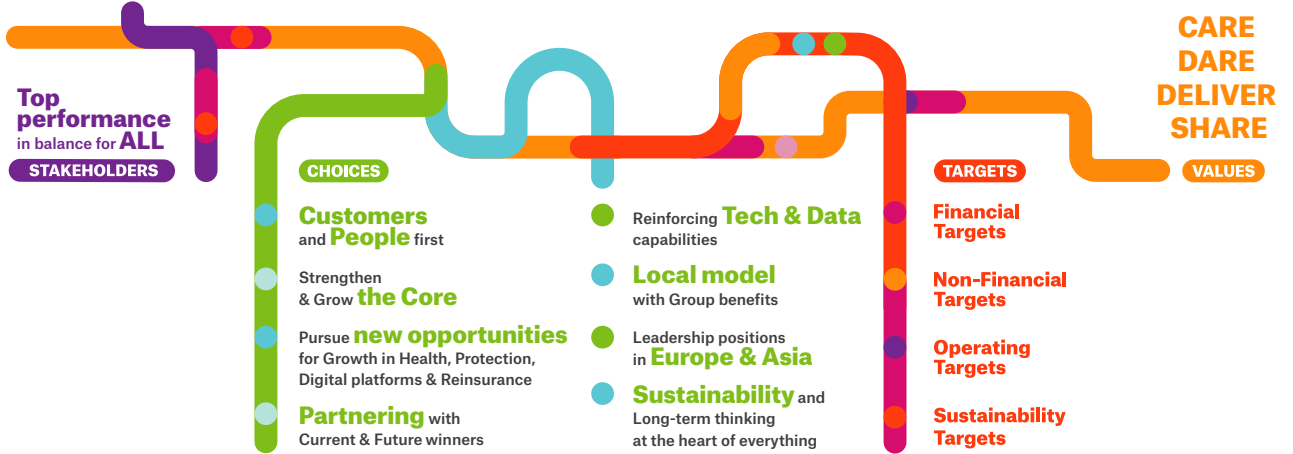 Top
performance
in balance for ALL
STAKEHOLDERS
CHOICES
Customers
and People first
Strengthen
& Grow the Core
Pursue new opportunities
for Growth in Health, Protection,
Digital platforms & Reinsurance
Partnering with
Current & Future winners
Reinforcing Tech & Data
capabilities
Local model
with Group benefits
Leadership positions
in Europe & Asia
Sustainability and
Long-term thinking
at the heart of everything
TARGETS
Financial
Targets
Non-Financial
Targets
Operating
Targets
Sustainability
Targets
CARE
DARE
DELIVER
SHARE
VALUES